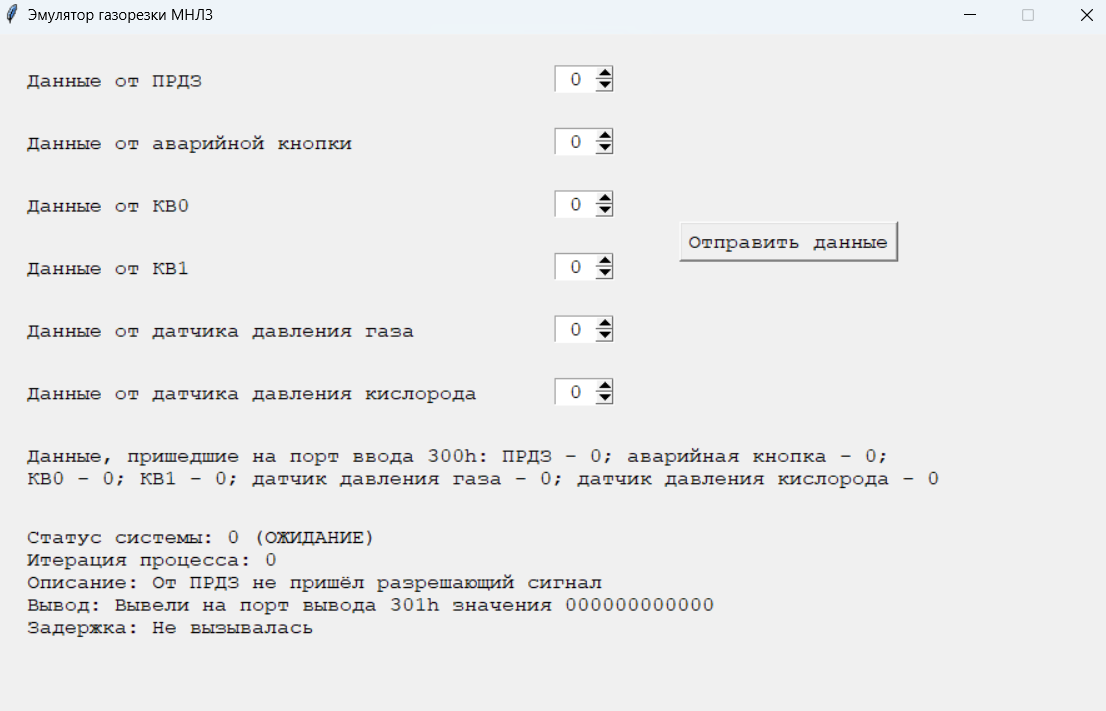 Эмулятор газорезки МНЛЗ
Данные от ПРДЗ 0
Данные от аварийной кнопки 0
Данные от КВ0 0
Отправить данные
Данные от КВ1 0
Данные от датчика давления газа 0
Данные от датчика давления кислорода 0
Данные, пришедшие на порт ввода 300h: ПРДЗ - 0; аварийная кнопка - 0;
КВ0 - 0; КВ1 - 0; датчик давления газа - 0; датчик давления кислорода - 0
Статус системы: 0 (ОЖИДАНИЕ)
Итерация процесса: 0
Описание: От ПРДЗ не пришёл разрешающий сигнал
Вывод: Вывели на порт вывода 301h значения 000000000000
Задержка: Не вызывалась